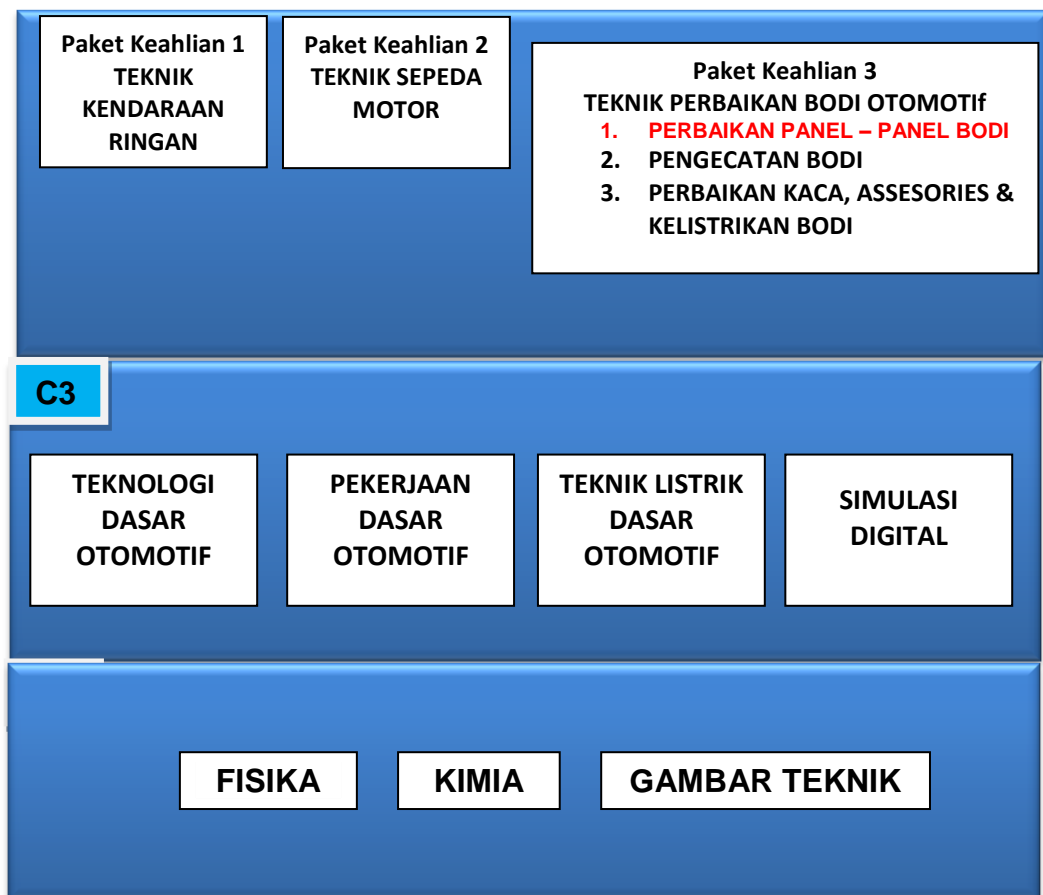 Paket Keahlian 1
TEKNIK
KENDARAAN
RINGAN
Paket Keahlian 2
TEKNIK SEPEDA
MOTOR
Paket Keahlian 3
TEKNIK PERBAIKAN BODI OTOMOTIf
1. PERBAIKAN PANEL – PANEL BODI
2. PENGECATAN BODI
3. PERBAIKAN KACA, ASSESORIES &
KELISTRIKAN BODI
C3
TEKNOLOGI
DASAR
OTOMOTIF
PEKERJAAN
DASAR
OTOMOTIF
TEKNIK LISTRIK
DASAR
OTOMOTIF
SIMULASI
DIGITAL
FISIKA
KIMIA
GAMBAR TEKNIK